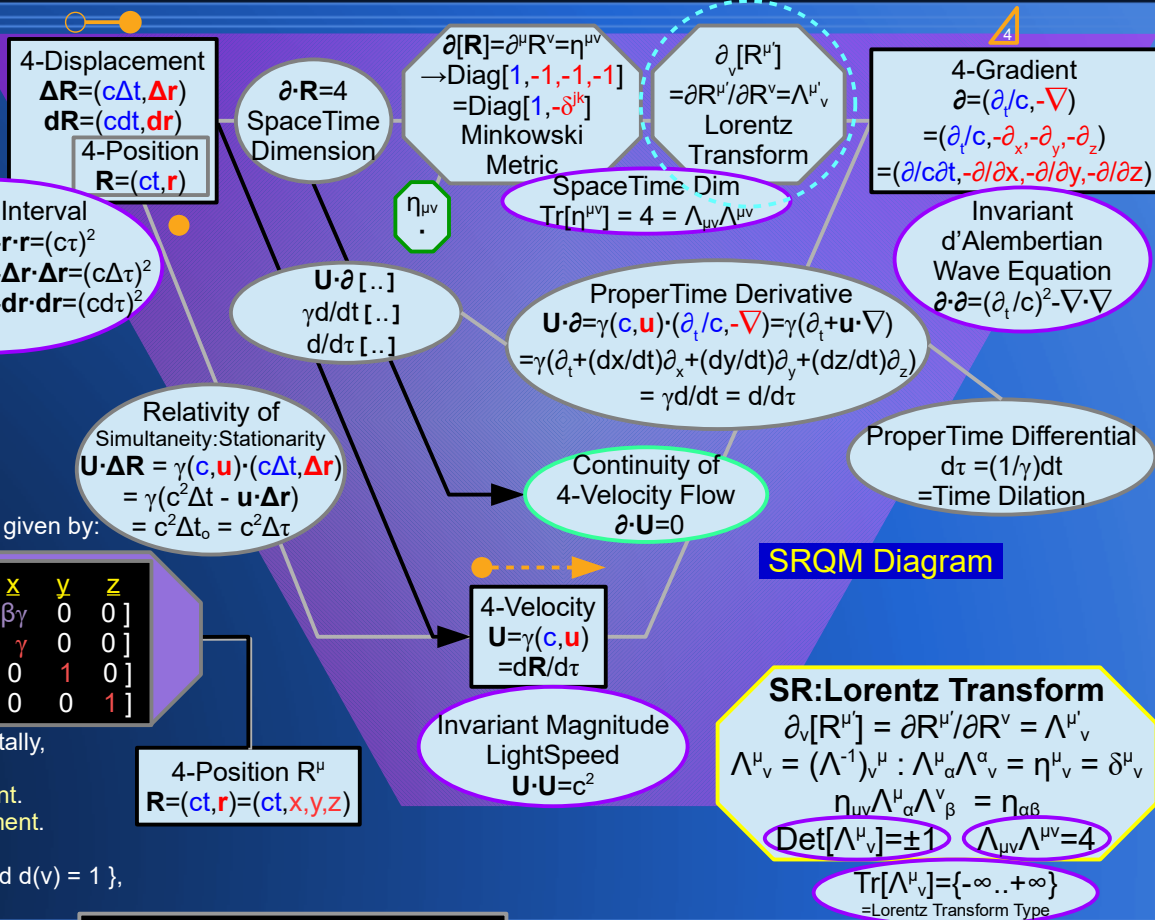 4-Displacement
ΔR=(cΔt,Δr)
dR=(cdt,dr)
4-Position
R=(ct,r)
∂·R=4
SpaceTime
Dimension
∂[R]=∂^μR^ν=η^μν
→Diag[1,-1,-1,-1]
=Diag[1,-δ^jk]
Minkowski
Metric
∂_ν[R^μ']
=∂R^μ'/∂R^ν=Λ^μ'_ν
Lorentz
Transform
4
4-Gradient
∂=(∂_t/c,-∇)
=(∂_t/c,-∂_x,-∂_y,-∂_z)
=(∂/c∂t,-∂/∂x,-∂/∂y,-∂/∂z)
SpaceTime Dim
Tr[η^μν] = 4 = Λ_μνΛ^μν
η_μν
.
Interval
r·r=(cτ)²
Δr·Δr=(cΔτ)²
dr·dr=(cdτ)²
Invariant
d'Alembertian
Wave Equation
∂·∂=(∂_t/c)²-∇·∇
U·∂[..]
γd/dt[..]
d/dτ[..]
ProperTime Derivative
U·∂=γ(c,u)·(∂_t/c,-∇)=γ(∂_t+u·∇)
=γ(∂_t+(dx/dt)∂_x+(dy/dt)∂_y+(dz/dt)∂_z)
= γd/dt = d/dτ
Relativity of
Simultaneity:Stationarity
U·ΔR = γ(c,u)·(cΔt,Δr)
= γ(c²Δt - u·Δr)
= c²Δt_o = c²Δτ
ProperTime Differential
dτ =(1/γ)dt
=Time Dilation
Continuity of
4-Velocity Flow
∂·U=0
given by:
SRQM Diagram
x y z
βγ 0 0 ]
γ 0 0 ]
0 1 0 ]
0 0 1 ]
4-Velocity
U=γ(c,u)
=dR/dτ
Invariant Magnitude
LightSpeed
U·U=c²
tally,
nt.
ment.
d d(v) = 1 },
4-Position R^μ
R=(ct,r)=(ct,x,y,z)
SR:Lorentz Transform
∂_ν[R^μ'] = ∂R^μ'/∂R^ν = Λ^μ'_ν
Λ^μ_ν = (Λ^-1)_ν^μ : Λ^μ_αΛ^α_ν = η^μ_ν = δ^μ_ν
η_μνΛ^μ_αΛ^ν_β = η_αβ
Det[Λ^μ_ν]=±1 Λ_μνΛ^μν=4
Tr[Λ^μ_ν]={-∞..+∞}
=Lorentz Transform Type